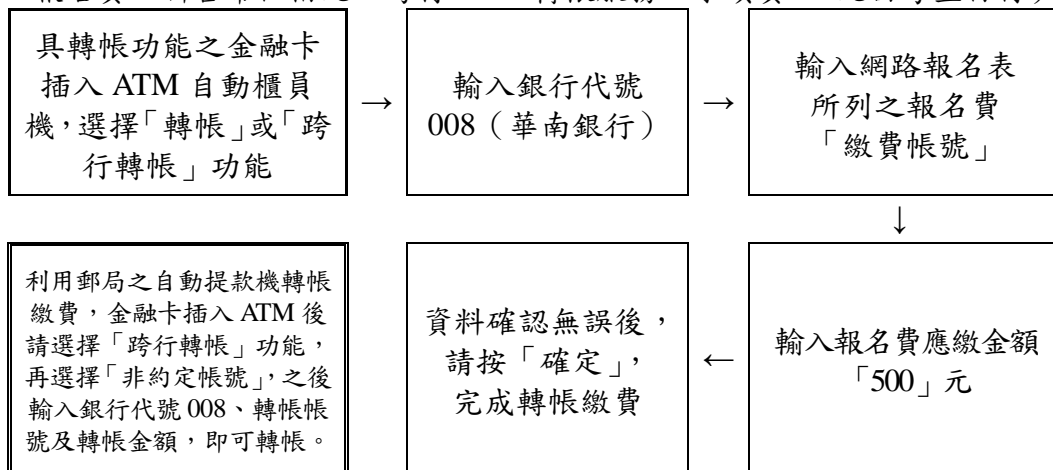 具轉帳功能之金融卡
插入 ATM 自動櫃員
機，選擇「轉帳」或「跨
行轉帳」功能
→
輸入銀行代號
008（華南銀行）
→
輸入網路報名表
所列之報名費
「繳費帳號」
↓
輸入報名費應繳金額
「500」元
←
資料確認無誤後，
請按「確定」，
完成轉帳繳費
利用郵局之自動提款機轉帳
繳費，金融卡插入 ATM 後
請選擇「跨行轉帳」功能，
再選擇「非約定帳號」，之後
輸入銀行代號 008、轉帳帳
號及轉帳金額，即可轉帳。